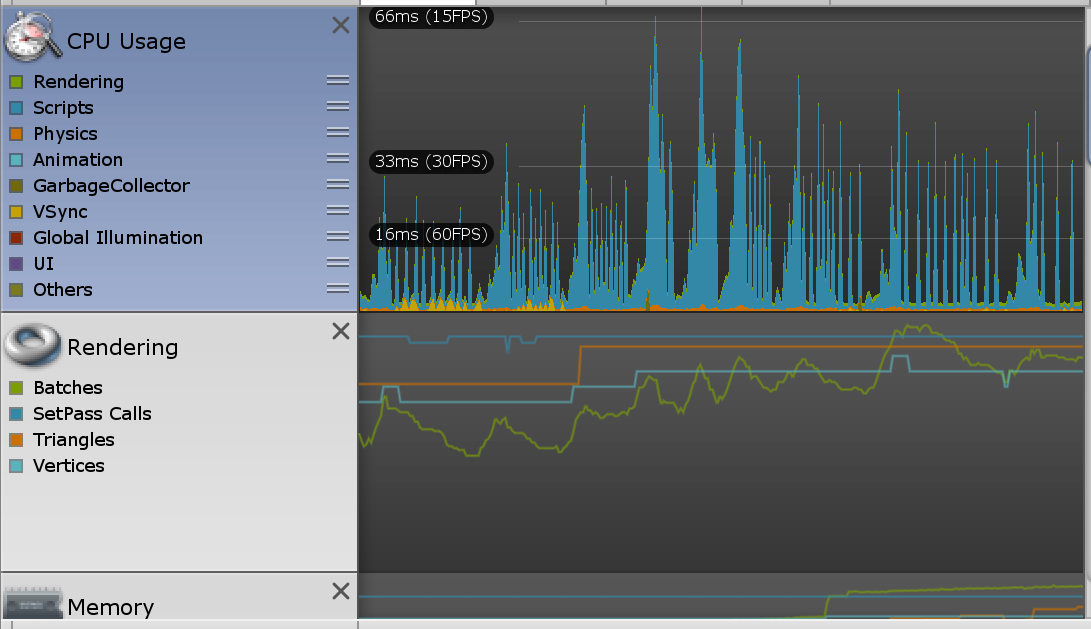 CPU Usage
Rendering
Scripts
Physics
Animation
GarbageCollector
VSync
Global Illumination
UI
Others
66ms (15FPS)
33ms (30FPS)
16ms (60FPS)
Rendering
Batches
SetPass Calls
Triangles
Vertices
Memory